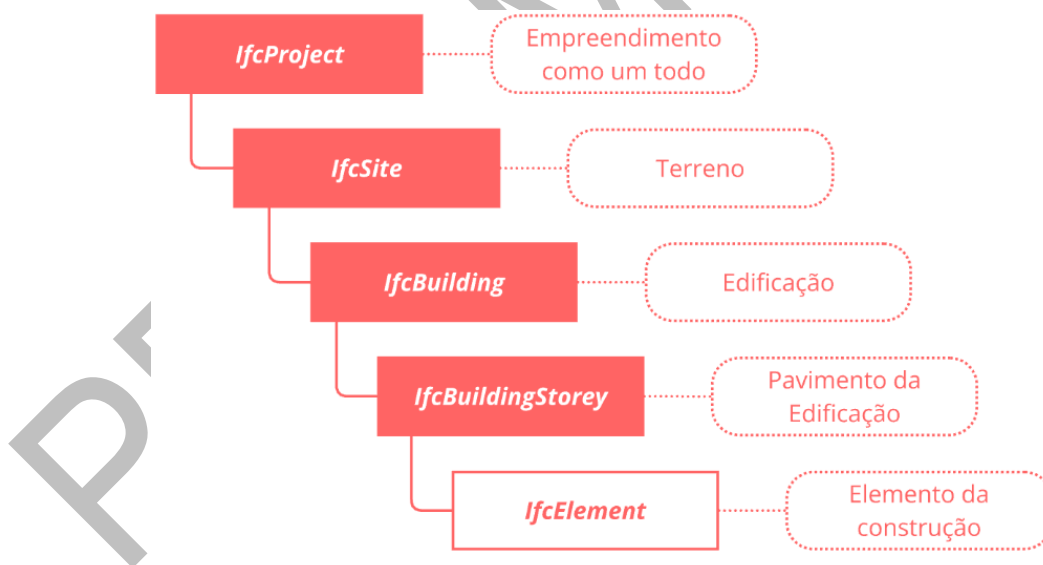 IfcProject
Empreendimento
como um todo
IfcSite
Terreno
IfcBuilding
Edificação
IfcBuildingStorey
Pavimento da
Edificação
IfcElement
Elemento da
construção